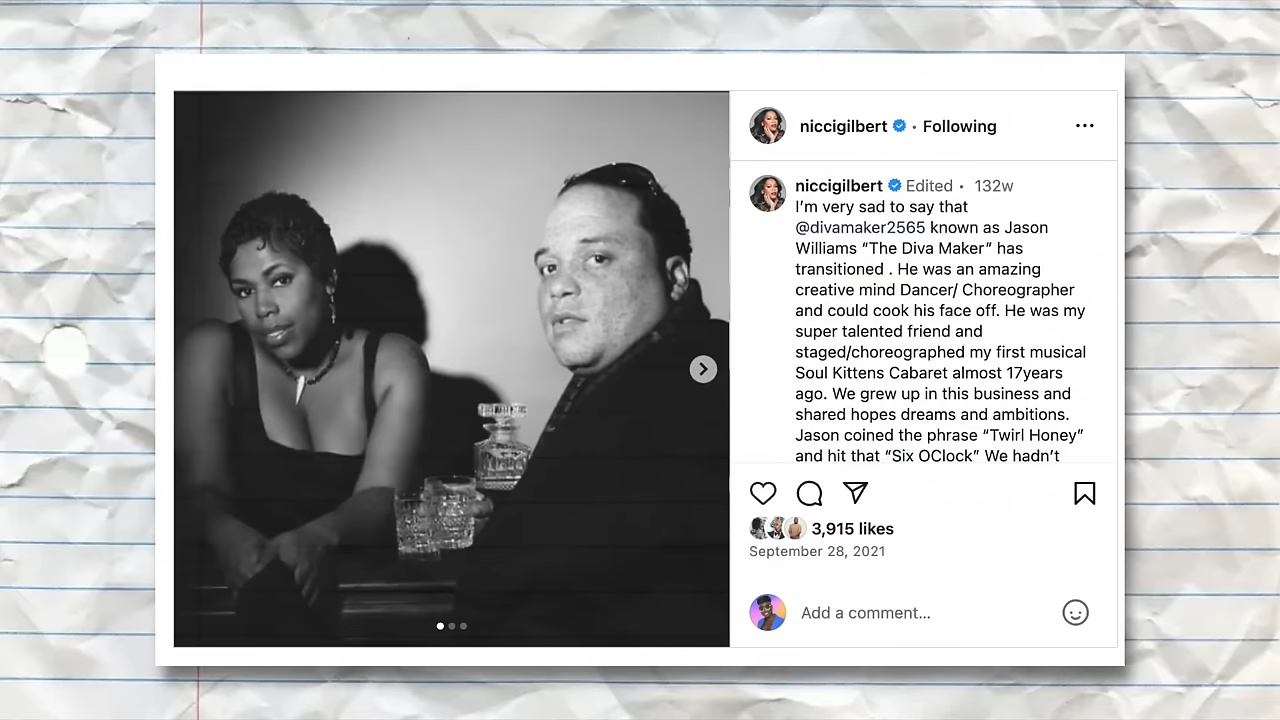 niccigilbert • Following
niccigilbert Edited • 132w
I'm very sad to say that
@divamaker2565 known as Jason
Williams “The Diva Maker” has
transitioned . He was an amazing
creative mind Dancer/ Choreographer
and could cook his face off. He was my
super talented friend and
staged/choreographed my first musical
Soul Kittens Cabaret almost 17years
ago. We grew up in this business and
shared hopes dreams and ambitions.
Jason coined the phrase “Twirl Honey”
and hit that “Six OClock” We hadn't
3,915 likes
September 28, 2021
Add a comment...